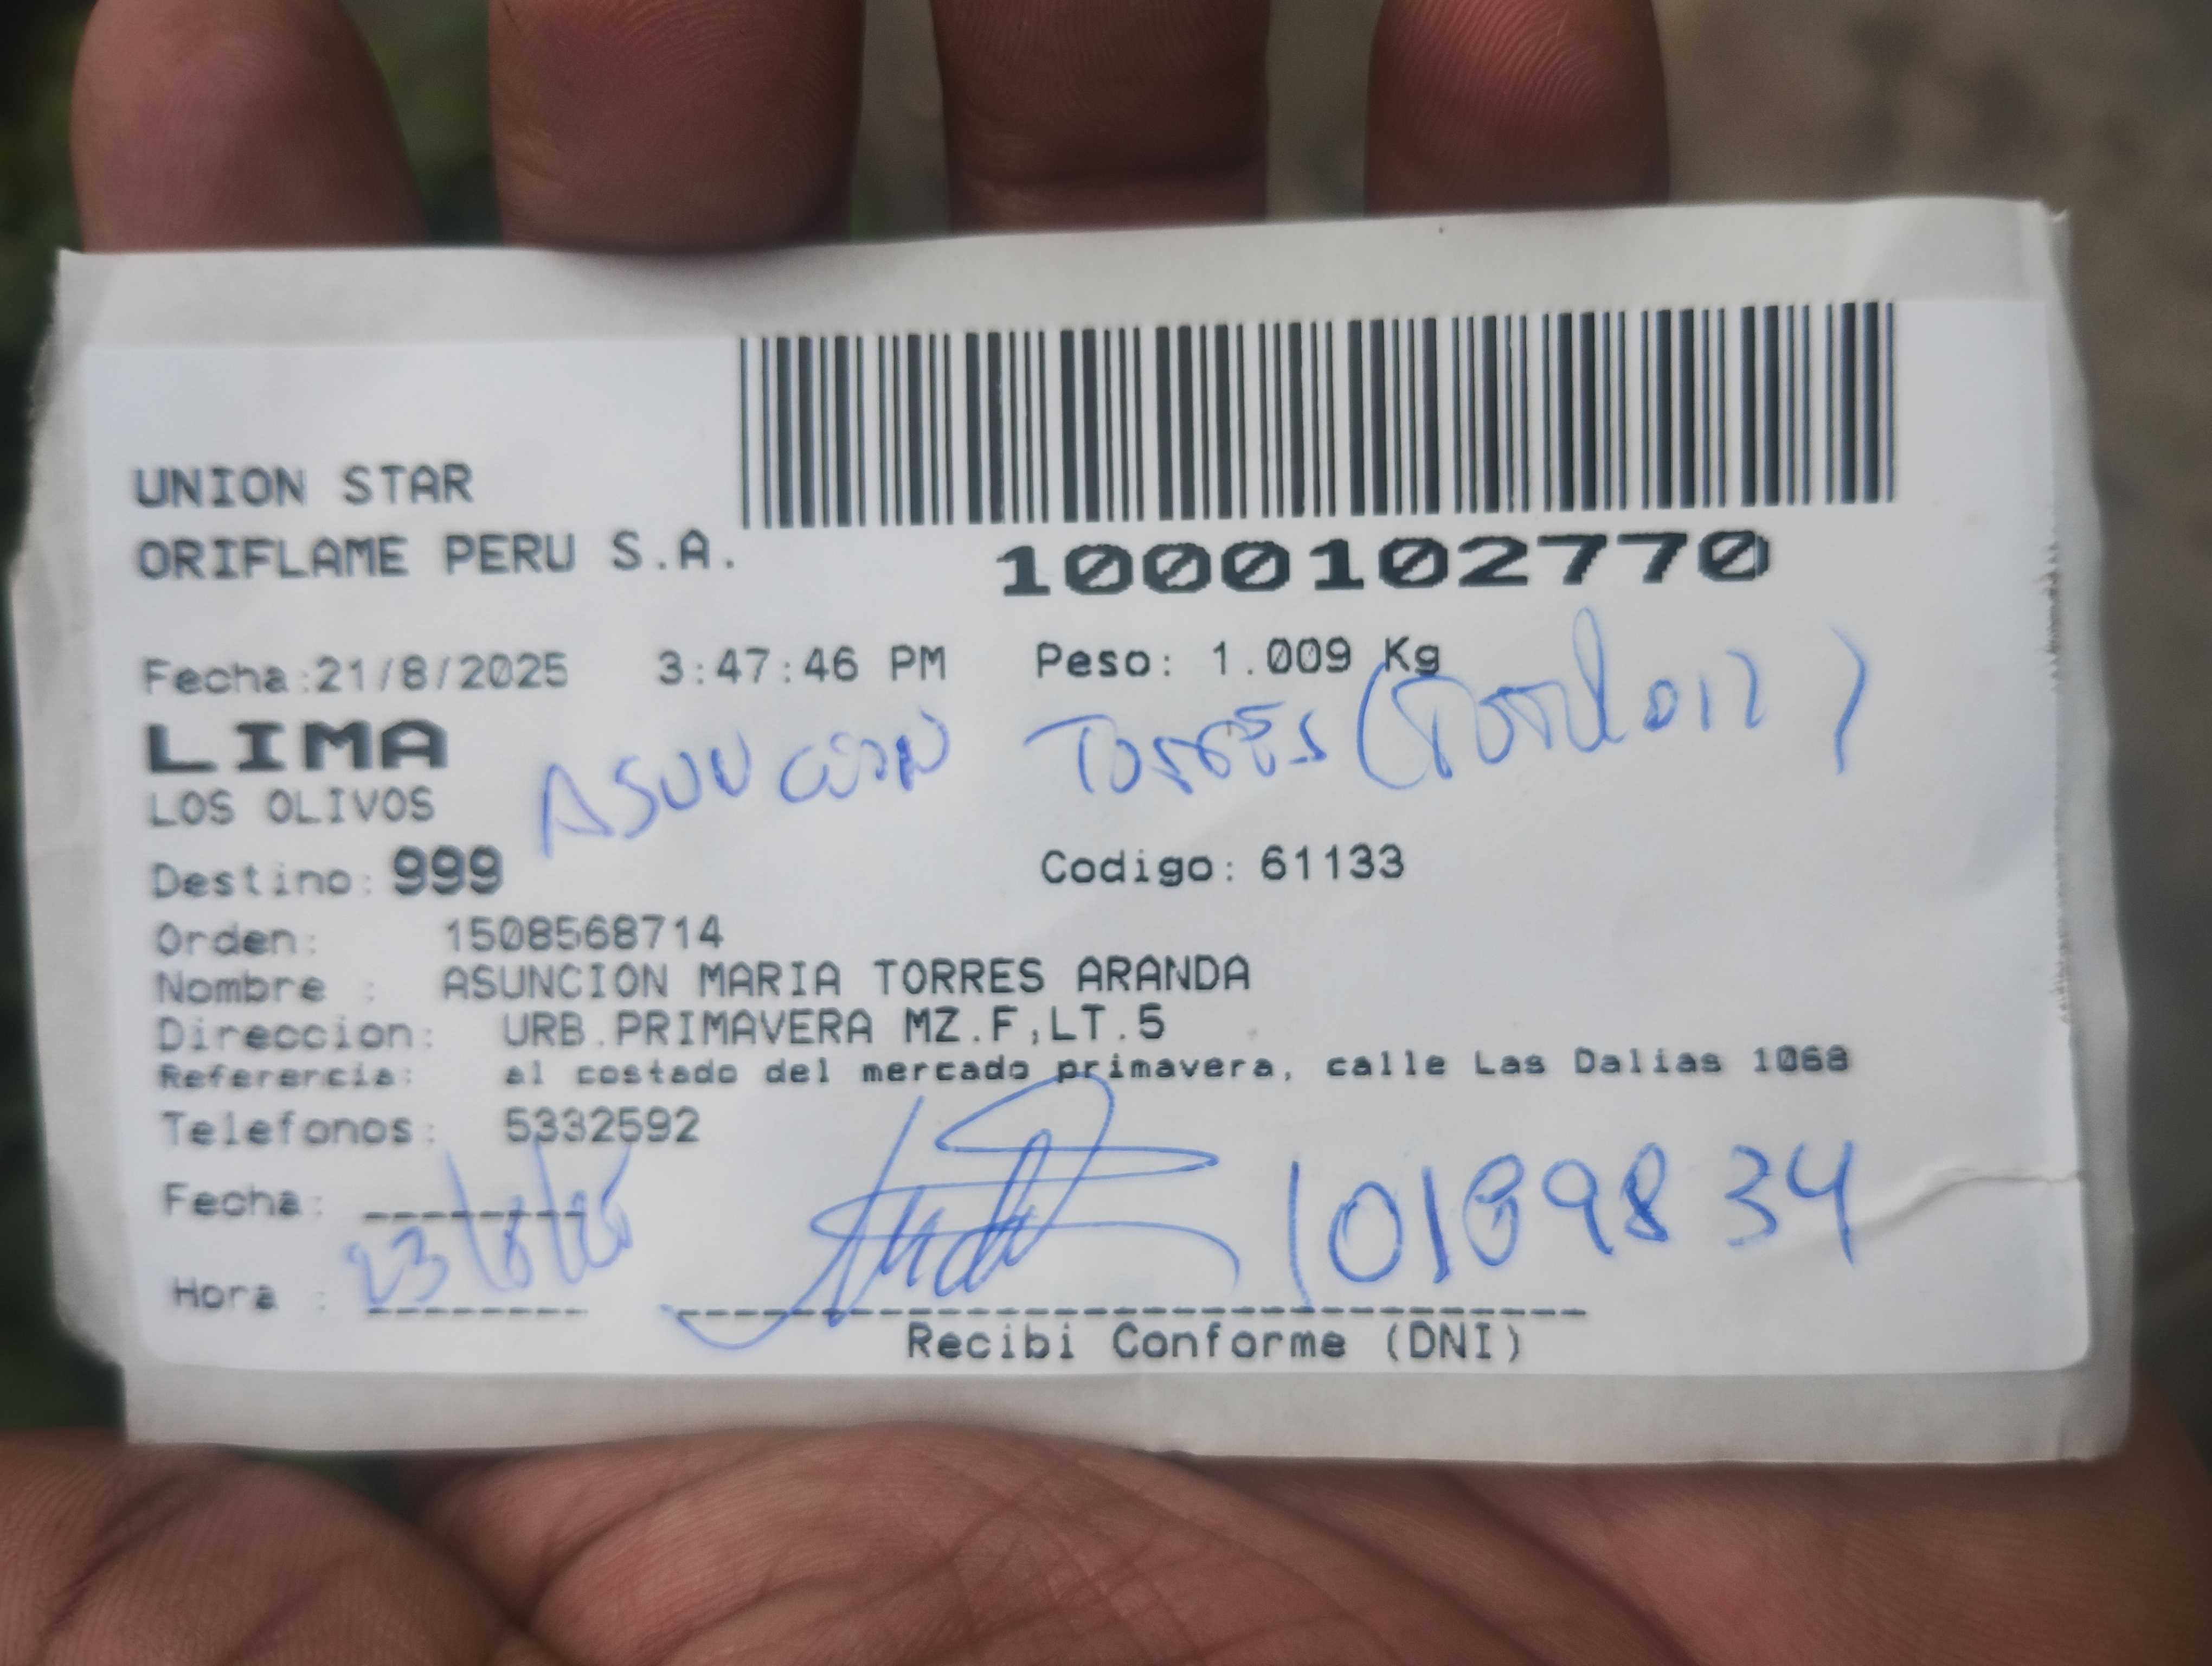 UNION STAR
ORIFLAME PERU S.A.
1000102770
Fecha:21/8/2025 3:47:46 PM Peso: 1.009 Kg
LIMA
ASUNCION TORRES
LOS OLIVOS
Destino: 999 Codigo: 61133
Orden: 1508568714
Nombre : ASUNCION MARIA TORRES ARANDA
Direccion: URB.PRIMAVERA MZ.F,LT.5
Referencia: al costado del mercado primavera, calle Las Dalias 1068
Telefonos: 5332592
Fecha: 23/8/25
10189834
Hora :
Recibi Conforme (DNI)